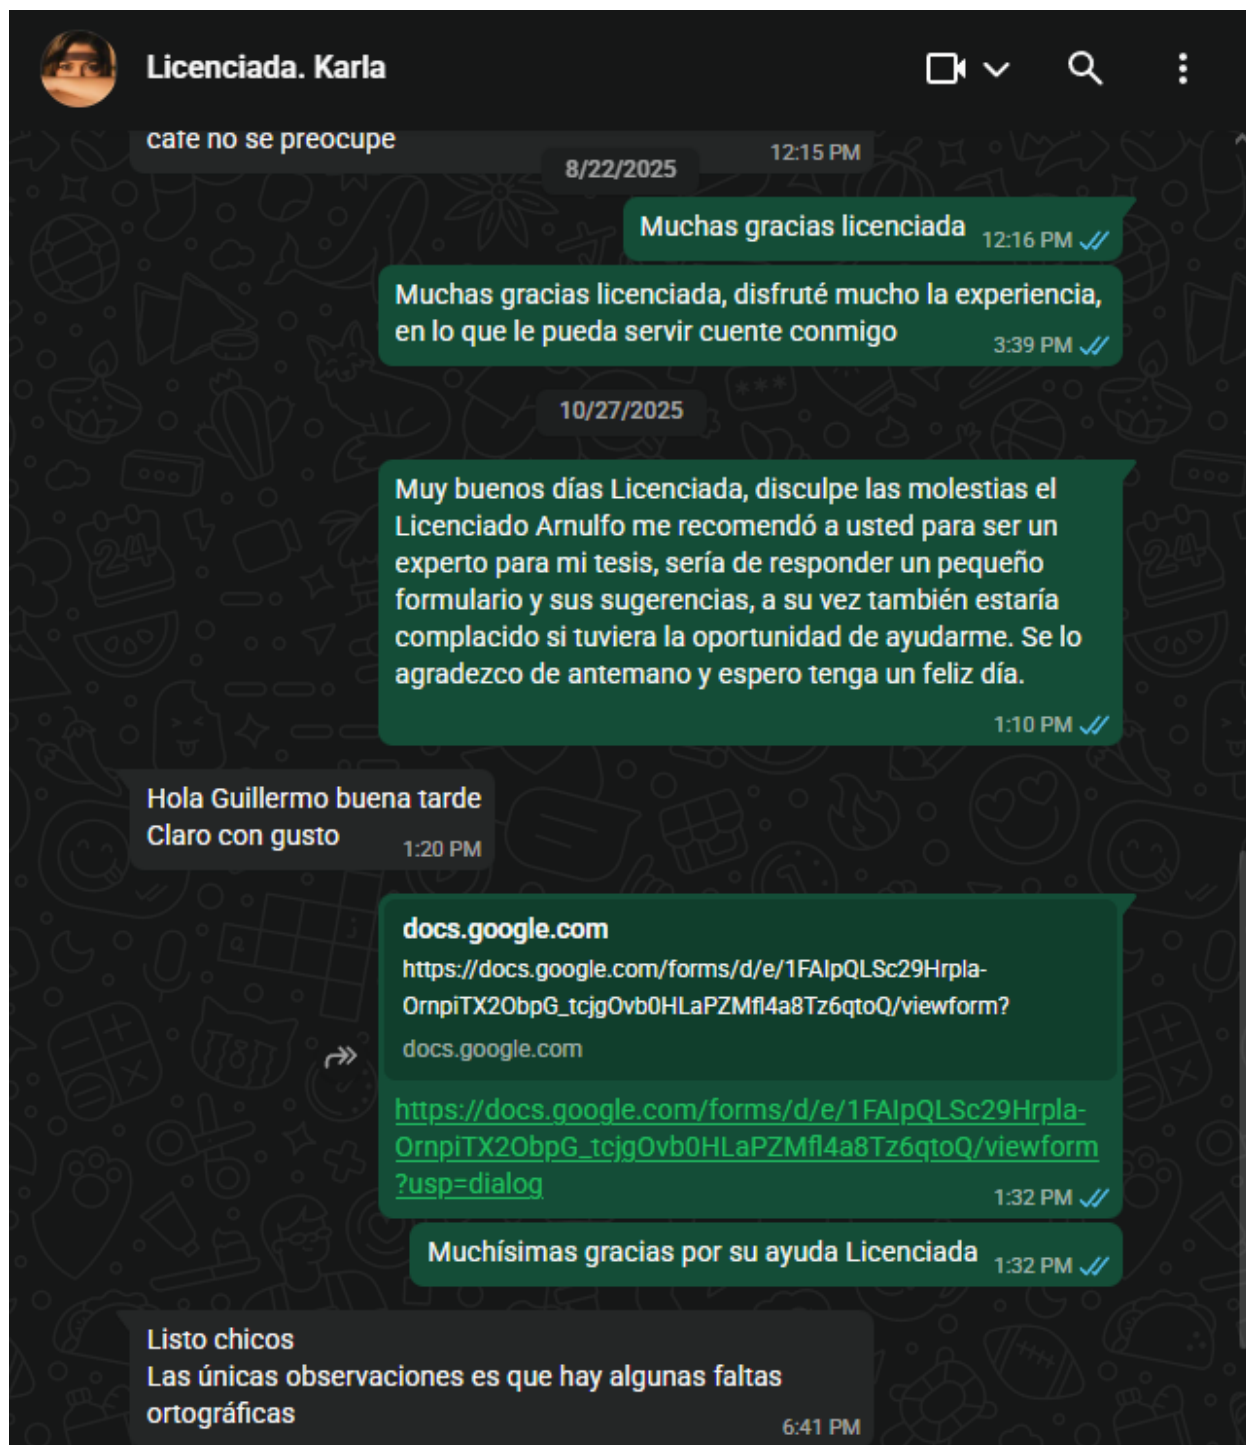 Licenciada. Karla
cafe no se preocupe
12:15 PM
8/22/2025
Muchas gracias licenciada
12:16 PM
Muchas gracias licenciada, disfruté mucho la experiencia,
en lo que le pueda servir cuente conmigo
3:39 PM
10/27/2025
Muy buenos días Licenciada, disculpe las molestias el
Licenciado Arnulfo me recomendó a usted para ser un
experto para mi tesis, sería de responder un pequeño
formulario y sus sugerencias, a su vez también estaría
complacido si tuviera la oportunidad de ayudarme. Se lo
agradezco de antemano y espero tenga un feliz día.
1:10 PM
Hola Guillermo buena tarde
Claro con gusto
1:20 PM
docs.google.com
https://docs.google.com/forms/d/e/1FAIpQLSc29Hrpla-
OrnpiTX2ObpG_tcjgOvb0HLaPZMfl4a8Tz6qtoQ/viewform?
docs.google.com
https://docs.google.com/forms/d/e/1FAIpQLSc29Hrpla-
OrnpiTX2ObpG_tcjgOvb0HLaPZMfl4a8Tz6qtoQ/viewform
?usp=dialog
1:32 PM
Muchísimas gracias por su ayuda Licenciada
1:32 PM
Listo chicos
Las únicas observaciones es que hay algunas faltas
ortográficas
6:41 PM